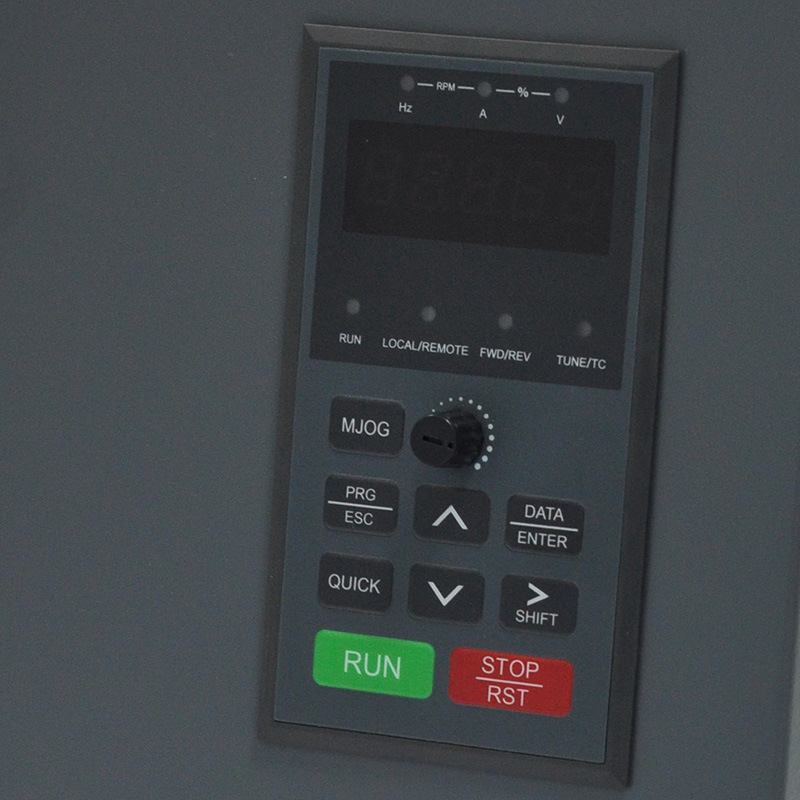 RPM %
Hz A V
RUN LOCAL/REMOTE FWD/REV TUNE/TC
MJOG
PRG
ESC
DATA
ENTER
QUICK
>
SHIFT
RUN
STOP
RST